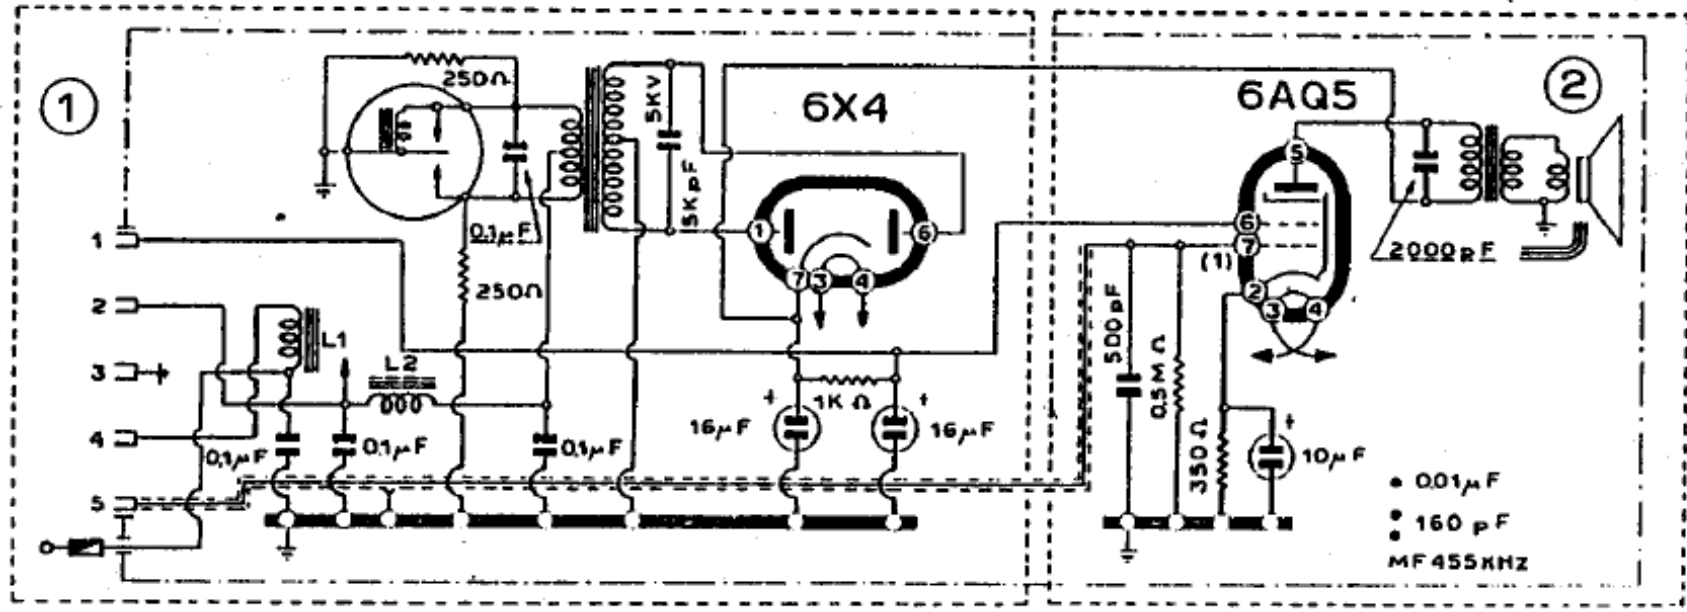 1
250Ω
5KV
5KpF
6X4
6AQ5
2
5
1
0,1µF
1
6
6
7
(1)
2000pF
7
3
4
2
3
4
250Ω
2
L1
500pF
0,5MΩ
3
L2
1KΩ
+
+
16µF
16µF
+
4
0,1µF
0,1µF
0,1µF
350Ω
10µF
5
• 0,01µF
: 160 pF
MF 455KHz